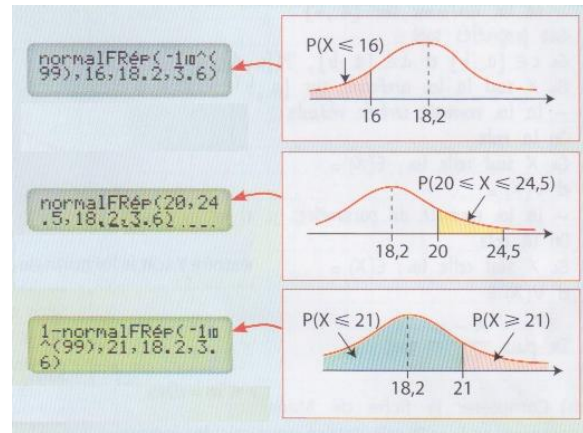 normalFRép(-1ᴇ^(
99),16,18.2,3.6)
P(X ≤ 16)
16
18,2
normalFRép(20,24
.5,18.2,3.6)
P(20 ≤ X ≤ 24,5)
18,2
20
24,5
1-normalFRép(-1ᴇ
^(99),21,18.2,3.
6)
P(X ≤ 21)
P(X ≥ 21)
18,2
21